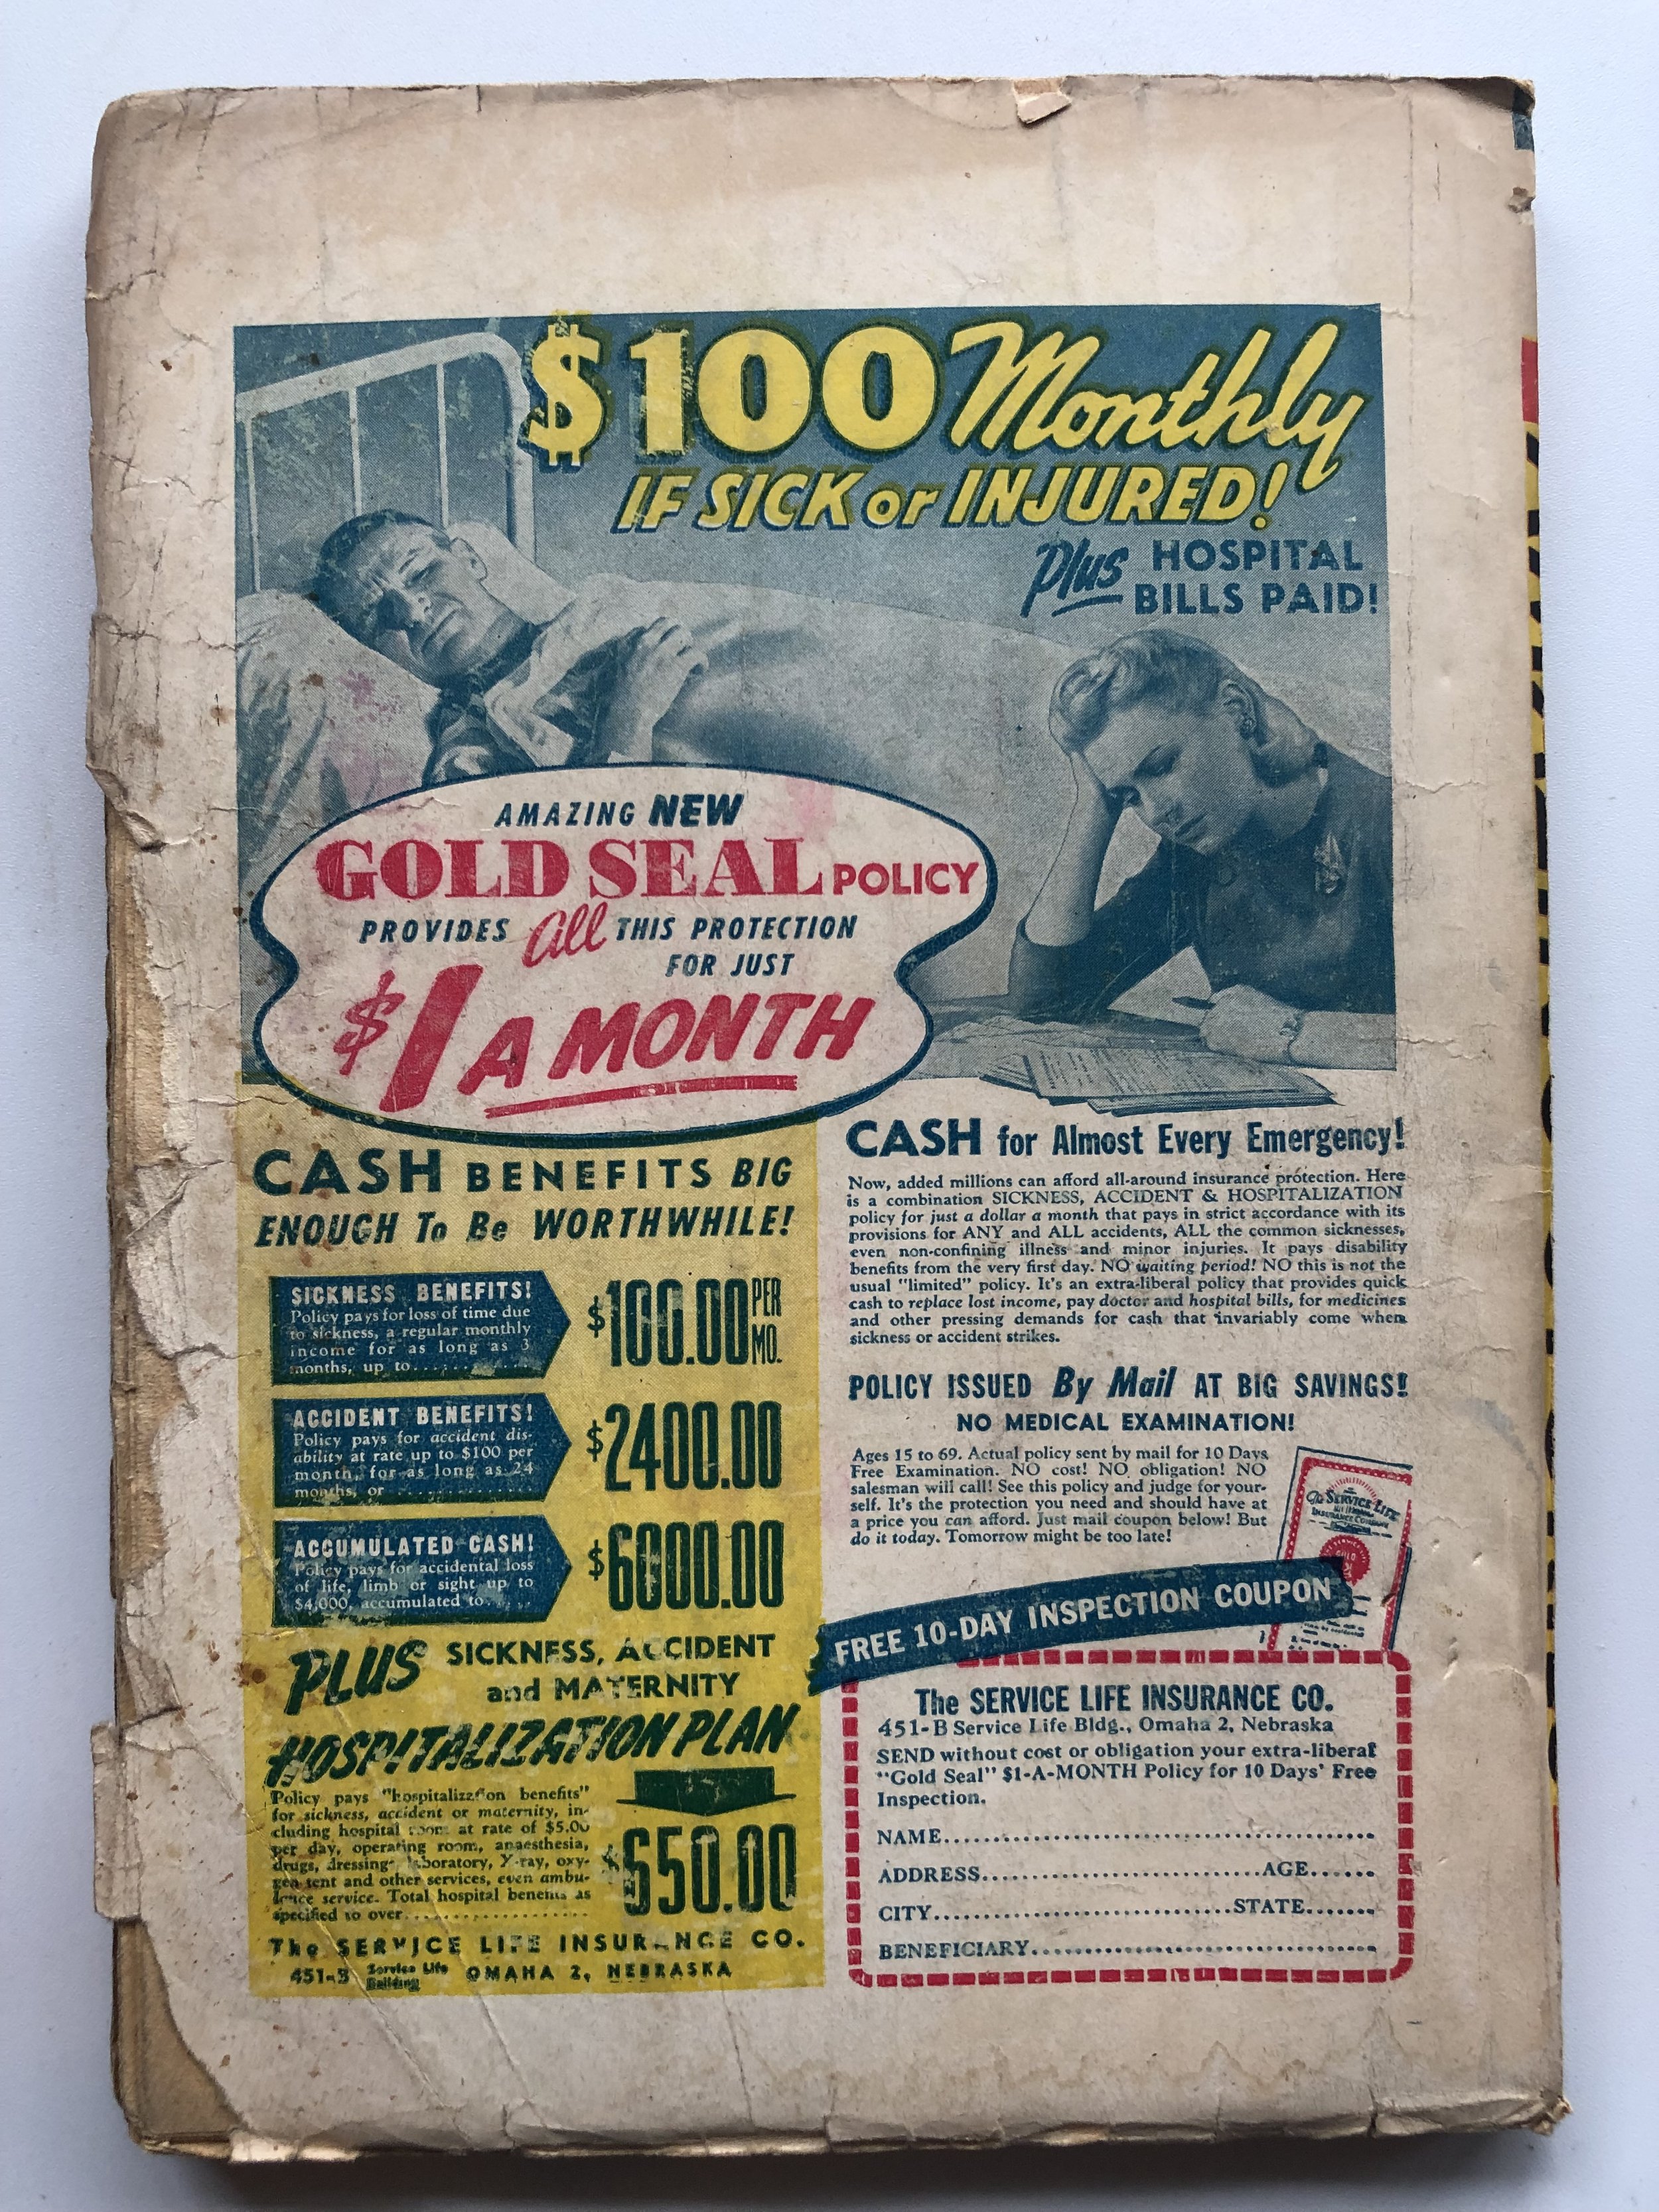 $100 Monthly
IF SICK or INJURED!
Plus HOSPITAL
BILLS PAID!
AMAZING NEW
GOLD SEAL POLICY
PROVIDES all THIS PROTECTION
FOR JUST
$1 A MONTH
CASH BENEFITS BIG
ENOUGH To Be WORTHWHILE!
SICKNESS BENEFITS!
Policy pays for loss of time due
to sickness, a regular monthly
income for as long as 3
months, up to..............
$100.00 PER
MO.
ACCIDENT BENEFITS!
Policy pays for accident dis-
ability at rate up to $100 per
month, for as long as 24
months, or ..............
$2400.00
ACCUMULATED CASH!
Policy pays for accidental loss
of life, limb or sight up to
$4,000, accumulated to......
$6000.00
PLUS SICKNESS, ACCIDENT
and MATERNITY
HOSPITALIZATION PLAN
Policy pays "hospitalization benefits"
for sickness, accident or maternity, in-
cluding hospital room at rate of $5.00
per day, operating room, anaesthesia,
drugs, dressings, laboratory, X-ray, oxy-
gen tent and other services, even ambu-
lance service. Total hospital benefits as
specified to over..................
$650.00
The SERVICE LIFE INSURANCE CO.
451-B Service Life
Building OMAHA 2, NEBRASKA
CASH for Almost Every Emergency!
Now, added millions can afford all-around insurance protection. Here
is a combination SICKNESS, ACCIDENT & HOSPITALIZATION
policy for just a dollar a month that pays in strict accordance with its
provisions for ANY and ALL accidents, ALL the common sicknesses,
even non-confining illness and minor injuries. It pays disability
benefits from the very first day. NO waiting period! NO this is not the
usual "limited" policy. It's an extra-liberal policy that provides quick
cash to replace lost income, pay doctor and hospital bills, for medicines
and other pressing demands for cash that invariably come when
sickness or accident strikes.
POLICY ISSUED By Mail AT BIG SAVINGS!
NO MEDICAL EXAMINATION!
Ages 15 to 69. Actual policy sent by mail for 10 Days
Free Examination. NO cost! NO obligation! NO
salesman will call! See this policy and judge for your-
self. It's the protection you need and should have at
a price you can afford. Just mail coupon below! But
do it today. Tomorrow might be too late!
The SERVICE LIFE
INSURANCE COMPANY
GOLD
FREE 10-DAY INSPECTION COUPON
The SERVICE LIFE INSURANCE CO.
451-B Service Life Bldg., Omaha 2, Nebraska
SEND without cost or obligation your extra-liberal
"Gold Seal" $1-A-MONTH Policy for 10 Days' Free
Inspection.
NAME..............................................
ADDRESS..............................AGE......
CITY................................STATE.......
BENEFICIARY.....................................